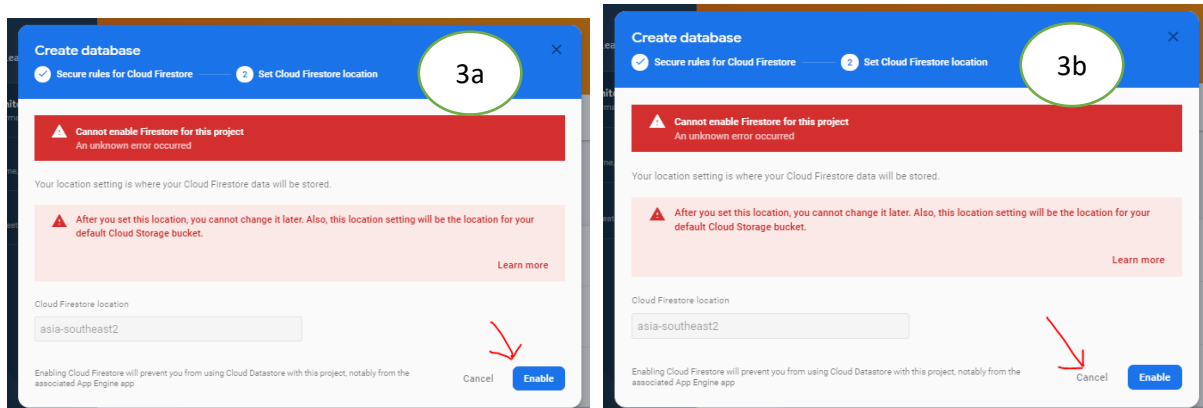 Create database
Secure rules for Cloud Firestore
2 Set Cloud Firestore location
3a
Cannot enable Firestore for this project
An unknown error occurred
Your location setting is where your Cloud Firestore data will be stored.
After you set this location, you cannot change it later. Also, this location setting will be the location for your
default Cloud Storage bucket.
Learn more
Cloud Firestore location
asia-southeast2
Enabling Cloud Firestore will prevent you from using Cloud Datastore with this project, notably from the
associated App Engine app
Cancel
Enable
Create database
Secure rules for Cloud Firestore
2 Set Cloud Firestore location
3b
Cannot enable Firestore for this project
An unknown error occurred
Your location setting is where your Cloud Firestore data will be stored.
After you set this location, you cannot change it later. Also, this location setting will be the location for your
default Cloud Storage bucket.
Learn more
Cloud Firestore location
asia-southeast2
Enabling Cloud Firestore will prevent you from using Cloud Datastore with this project, notably from the
associated App Engine app
Cancel
Enable